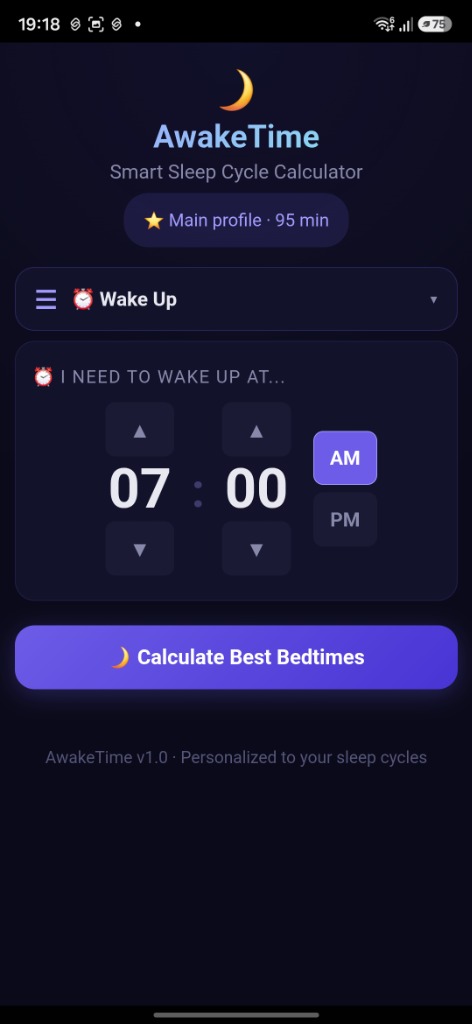 19:18
6
75
AwakeTime
Smart Sleep Cycle Calculator
⭐ Main profile · 95 min
☰ ⏰ Wake Up ▼
⏰ I NEED TO WAKE UP AT...
▲ ▲
07 : 00
AM
PM
▼ ▼
🌙 Calculate Best Bedtimes
AwakeTime v1.0 · Personalized to your sleep cycles